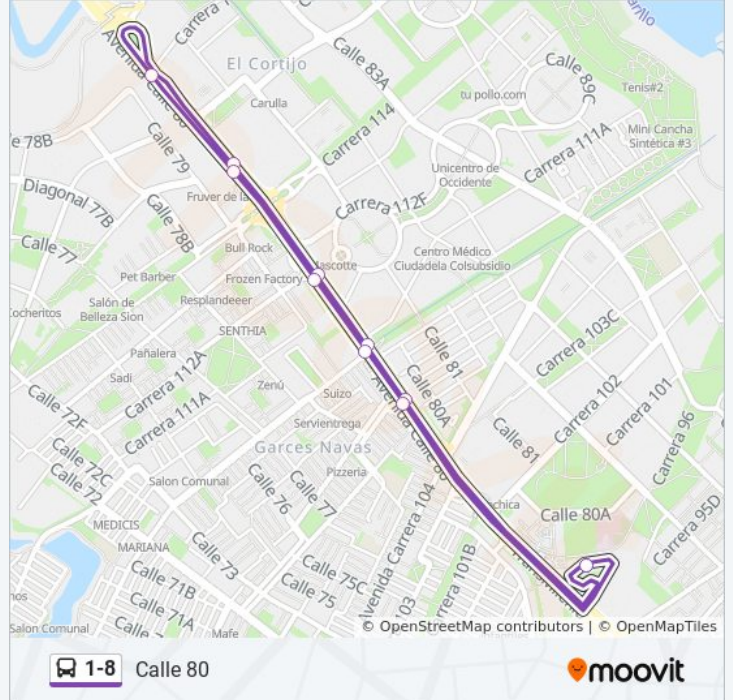 Carrera 1
El Cortijo
Calle 83A
Calle 89C
Carulla
tu pollo.com
Tenis#2
Carrera 114
Carrera 111A
Mini Cancha
Sintética #3
e 78B
Calle 79
Unicentro de
Occidente
Diagonal 77B
Fruver de la
Carrera 112F
Calle 78B
Calle 77
Bull Rock
Mascotte
Centro Médico
Ciudadela Colsubsidio
Pet Barber
Frozen Factory
Cocheritos
Salón de
Belleza Sion
Resplandeeer
SENTHIA
Carrera 103C
Calle 81
Pañalera
Carrera 112A
Sadi
Zenú
Suizo
Calle 80A
Carrera 102
Carrera 101
Carrera 111A
Calle 72F
Servientrega
Avenida Calle 80
Carrera 96
Garces Navas
Calle 81
Calle 72C
Calle 72
Salon Comunal
Pizzeria
Calle 76
Calle 77
chica
Calle 80A
Carrera 95D
MEDICIS
MARIANA
Avenida Carrera 104
Calle 73
Carrera 101B
Calle 71B
Calle 75C
Calle 75
nos
Calle 71A
103
Salon Comunal
Calle 7
Mafe
© OpenStreetMap contributors | © OpenMapTiles
1-8 Calle 80
moovit